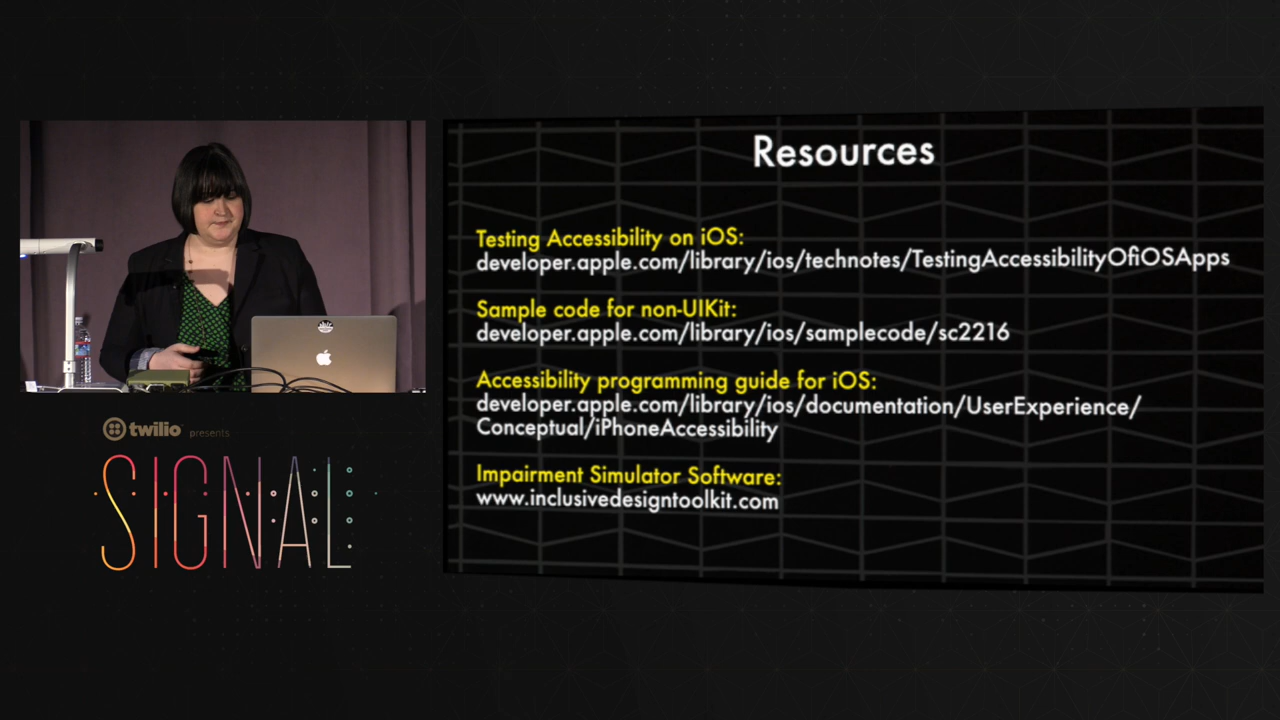 Resources
Testing Accessibility on iOS:
developer.apple.com/library/ios/technotes/TestingAccessibilityOfiOSApps
Sample code for non-UIKit:
developer.apple.com/library/ios/samplecode/sc2216
Accessibility programming guide for iOS:
developer.apple.com/library/ios/documentation/UserExperience/
Conceptual/iPhoneAccessibility
Impairment Simulator Software:
www.inclusivedesigntoolkit.com
twilio presents
SIGNAL